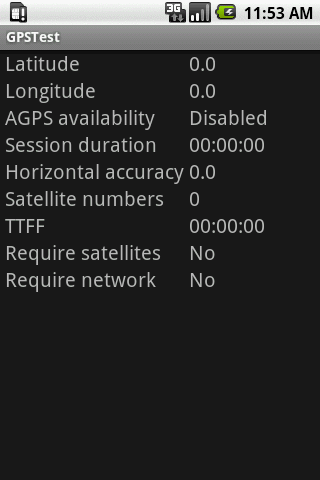 3G 11:53 AM
GPSTest
Latitude 0.0
Longitude 0.0
AGPS availability Disabled
Session duration 00:00:00
Horizontal accuracy 0.0
Satellite numbers 0
TTFF 00:00:00
Require satellites No
Require network No